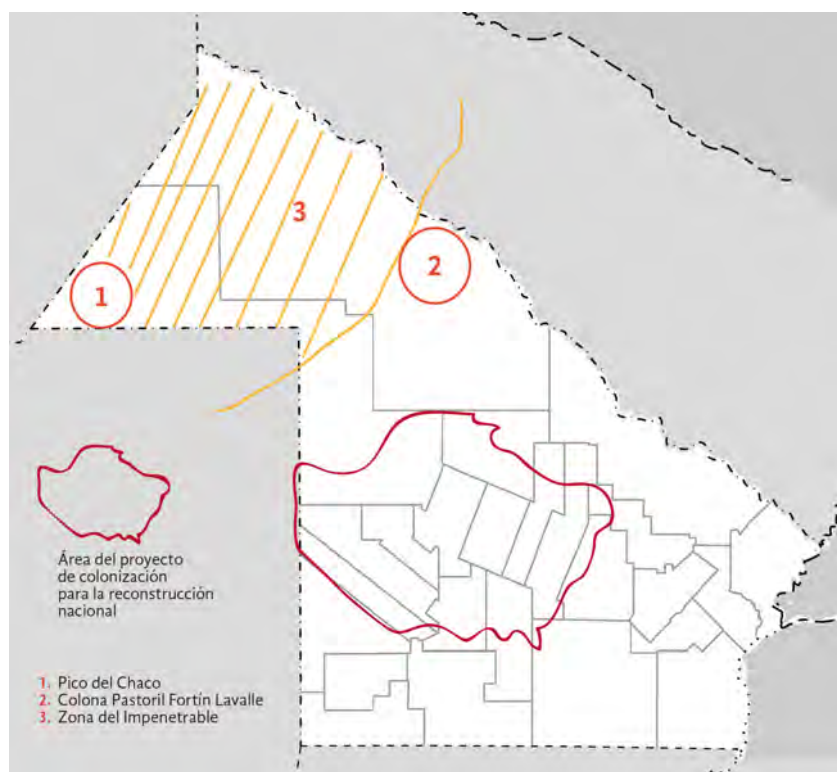 3
2
1
Área del proyecto
de colonización
para la reconstrucción
nacional
1. Pico del Chaco
2. Colona Pastoril Fortín Lavalle
3. Zona del Impenetrable